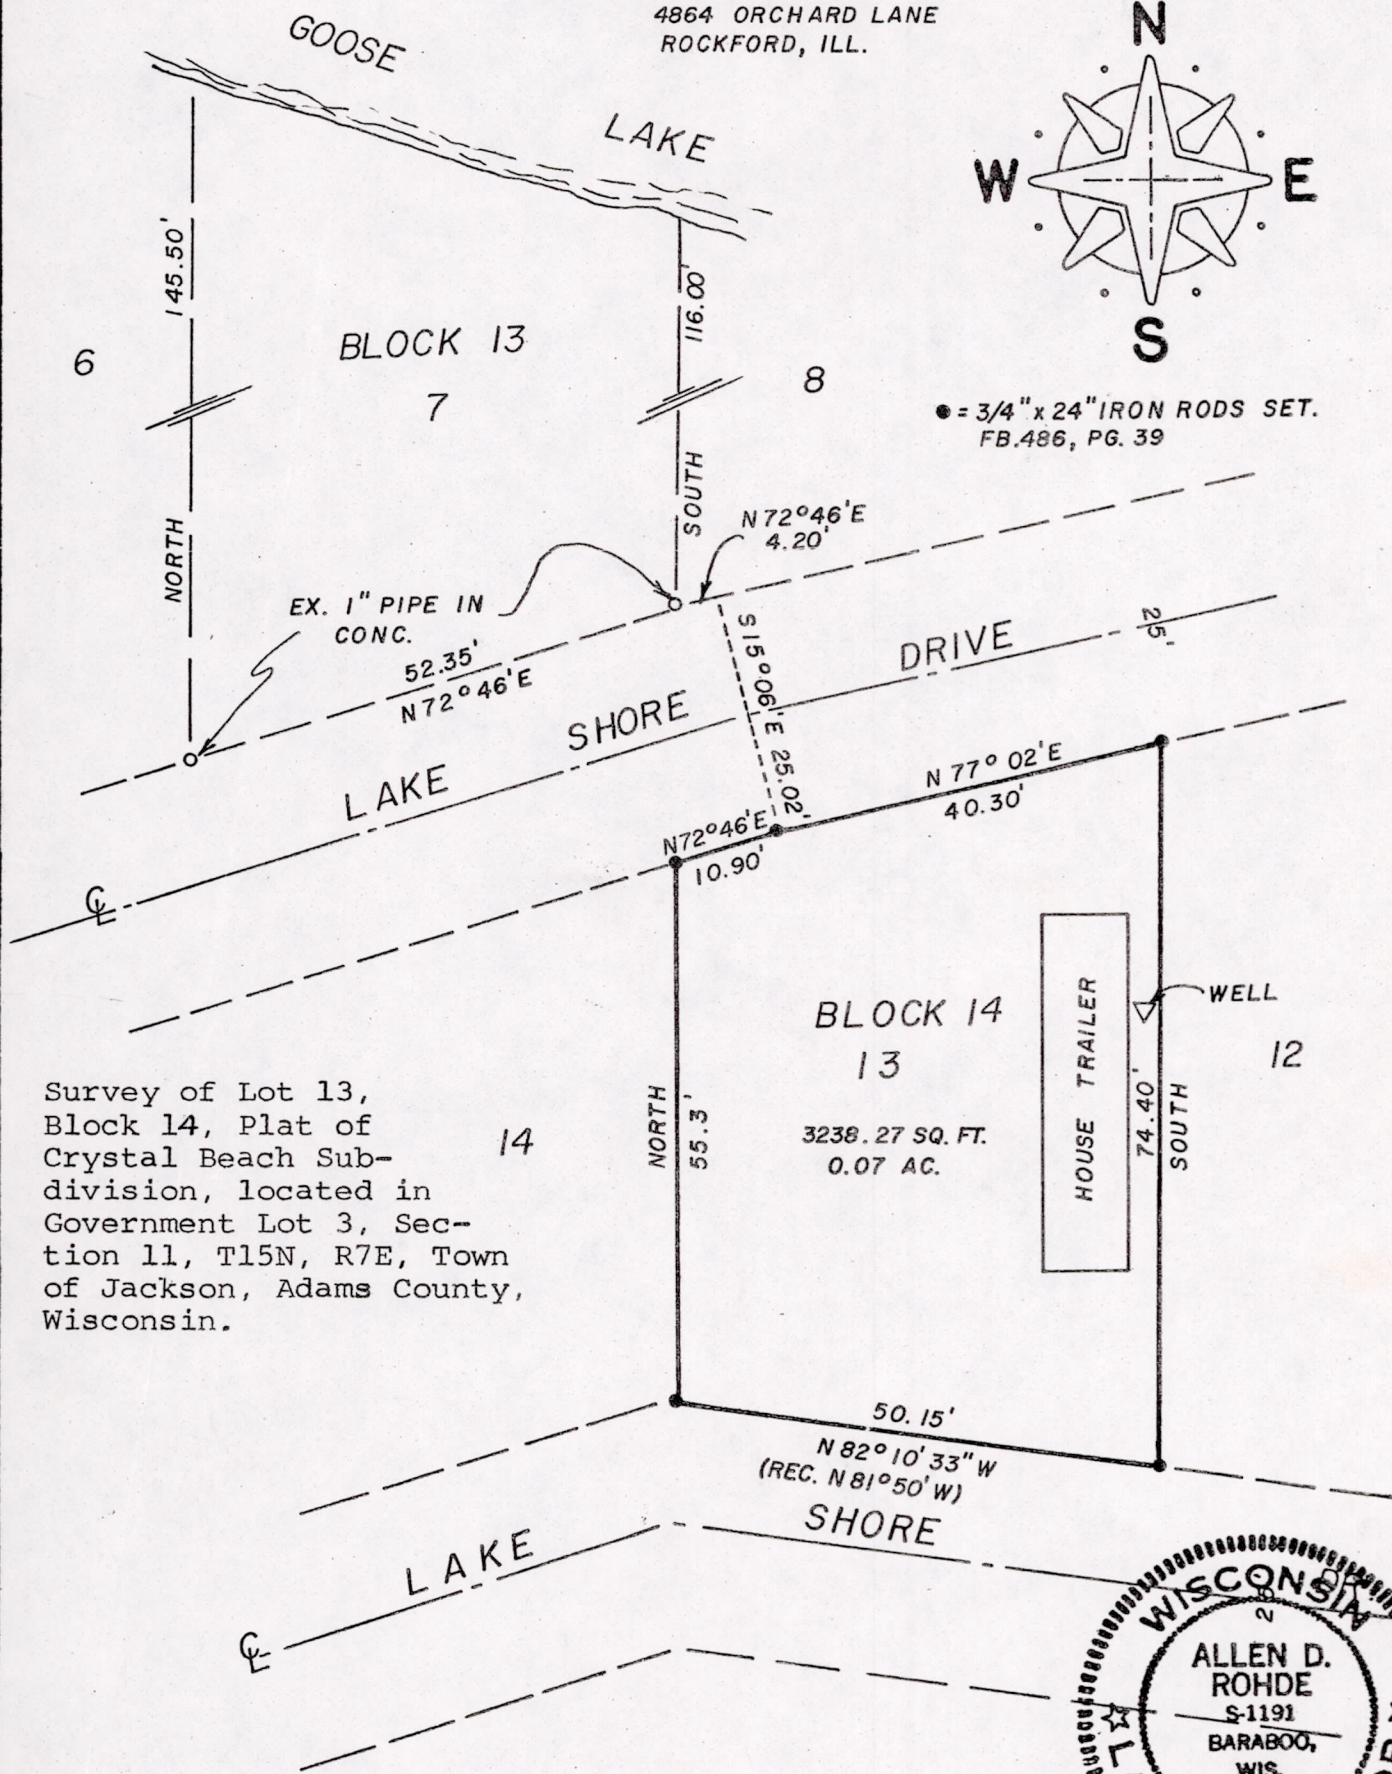 4864 ORCHARD LANE
ROCKFORD, ILL.
N
W
E
S
GOOSE
LAKE
145.50'
116.00'
6
BLOCK 13
7
8
●= 3/4" x 24" IRON RODS SET.
FB.486, PG. 39
NORTH
SOUTH
N 72°46'E
4.20'
EX. 1" PIPE IN
CONC.
52.35'
N 72°46'E
S 15°06'E 25.02'
25'
LAKE SHORE DRIVE
CL
N 77° 02'E
40.30'
N72°46'E
10.90'
WELL
BLOCK 14
13
3238.27 SQ. FT.
0.07 AC.
HOUSE TRAILER
12
74.40'
SOUTH
NORTH
55.3'
14
Survey of Lot 13,
Block 14, Plat of
Crystal Beach Sub-
division, located in
Government Lot 3, Sec-
tion 11, T15N, R7E, Town
of Jackson, Adams County,
Wisconsin.
50.15'
N 82°10'33" W
(REC. N 81°50' W)
LAKE SHORE
CL
WISCONSIN
ALLEN D.
ROHDE
S-1191
BARABOO,
WIS.